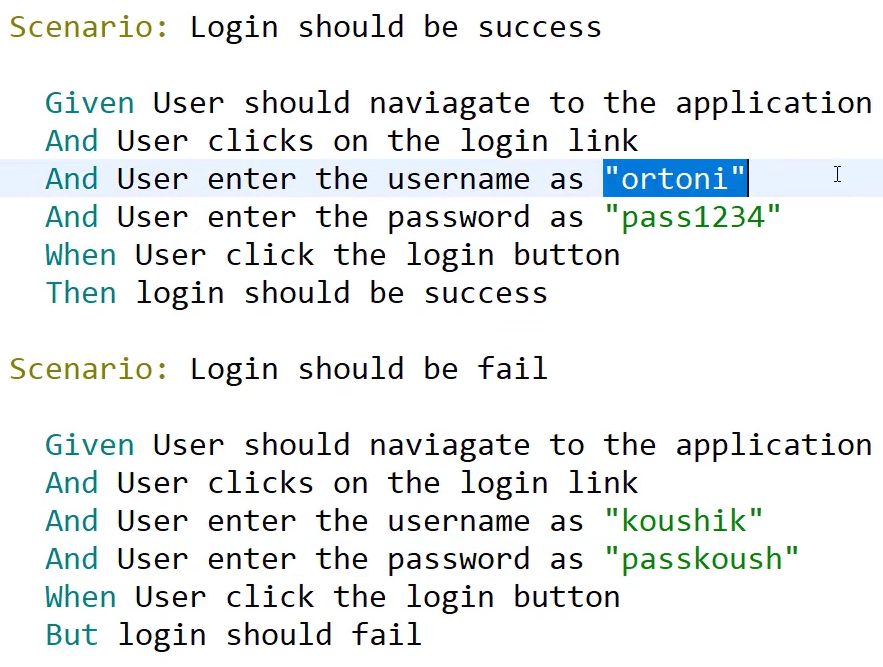 Scenario: Login should be success
Given User should naviagate to the application
And User clicks on the login link
And User enter the username as "ortoni"
And User enter the password as "pass1234"
When User click the login button
Then login should be success
Scenario: Login should be fail
Given User should naviagate to the application
And User clicks on the login link
And User enter the username as "koushik"
And User enter the password as "passkoush"
When User click the login button
But login should fail